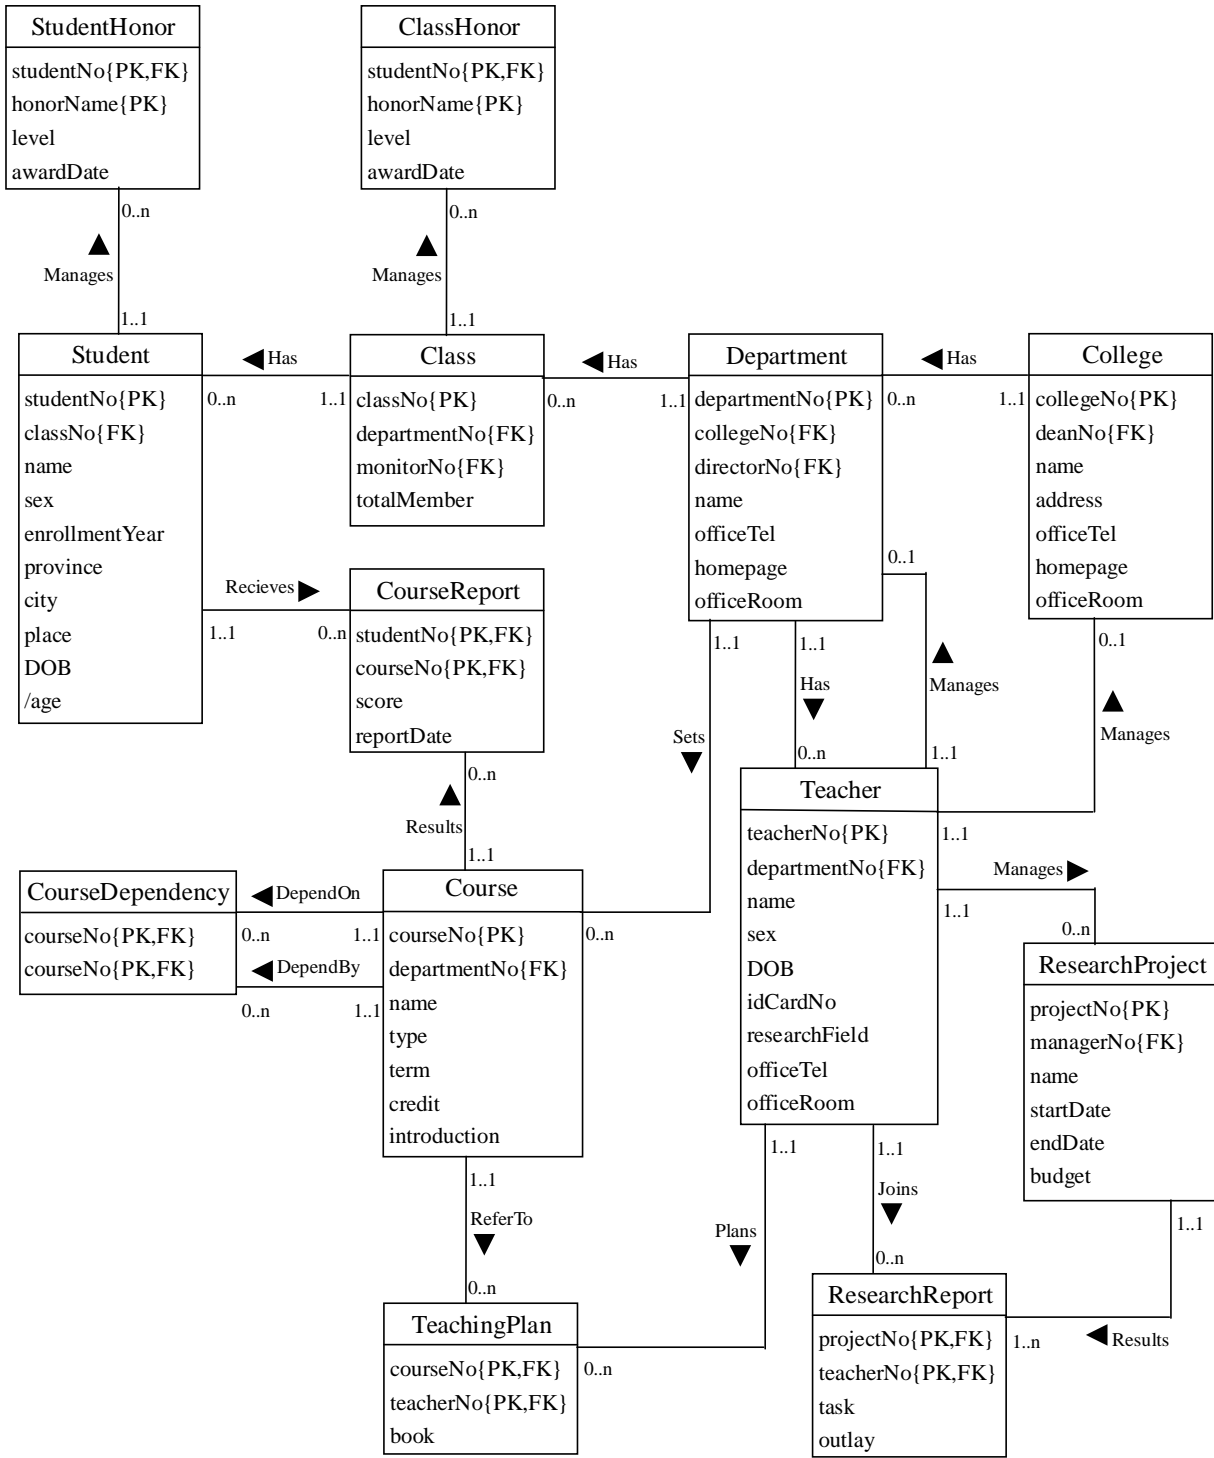 StudentHonor
studentNo{PK,FK}
honorName{PK}
level
awardDate
ClassHonor
studentNo{PK,FK}
honorName{PK}
level
awardDate
0..n
Manages
1..1
0..n
Manages
1..1
Student
studentNo{PK}
classNo{FK}
name
sex
enrollmentYear
province
city
place
DOB
/age
Has
0..n
1..1
Class
classNo{PK}
departmentNo{FK}
monitorNo{FK}
totalMember
Has
0..n
1..1
Department
departmentNo{PK}
collegeNo{FK}
directorNo{FK}
name
officeTel
homepage
officeRoom
Has
0..n
1..1
College
collegeNo{PK}
deanNo{FK}
name
address
officeTel
homepage
officeRoom
Recieves
1..1
0..n
CourseReport
studentNo{PK,FK}
courseNo{PK,FK}
score
reportDate
0..n
Results
1..1
1..1
Sets
0..n
1..1
Has
0..n
0..1
Manages
1..1
0..1
Manages
1..1
Teacher
teacherNo{PK}
departmentNo{FK}
name
sex
DOB
idCardNo
researchField
officeTel
officeRoom
Manages
1..1
0..n
CourseDependency
courseNo{PK,FK}
courseNo{PK,FK}
DependOn
0..n
1..1
DependBy
0..n
1..1
Course
courseNo{PK}
departmentNo{FK}
name
type
term
credit
introduction
ResearchProject
projectNo{PK}
managerNo{FK}
name
startDate
endDate
budget
1..1
ReferTo
0..n
1..1
Plans
0..n
1..1
Joins
0..n
1..1
Results
1..n
TeachingPlan
courseNo{PK,FK}
teacherNo{PK,FK}
book
ResearchReport
projectNo{PK,FK}
teacherNo{PK,FK}
task
outlay